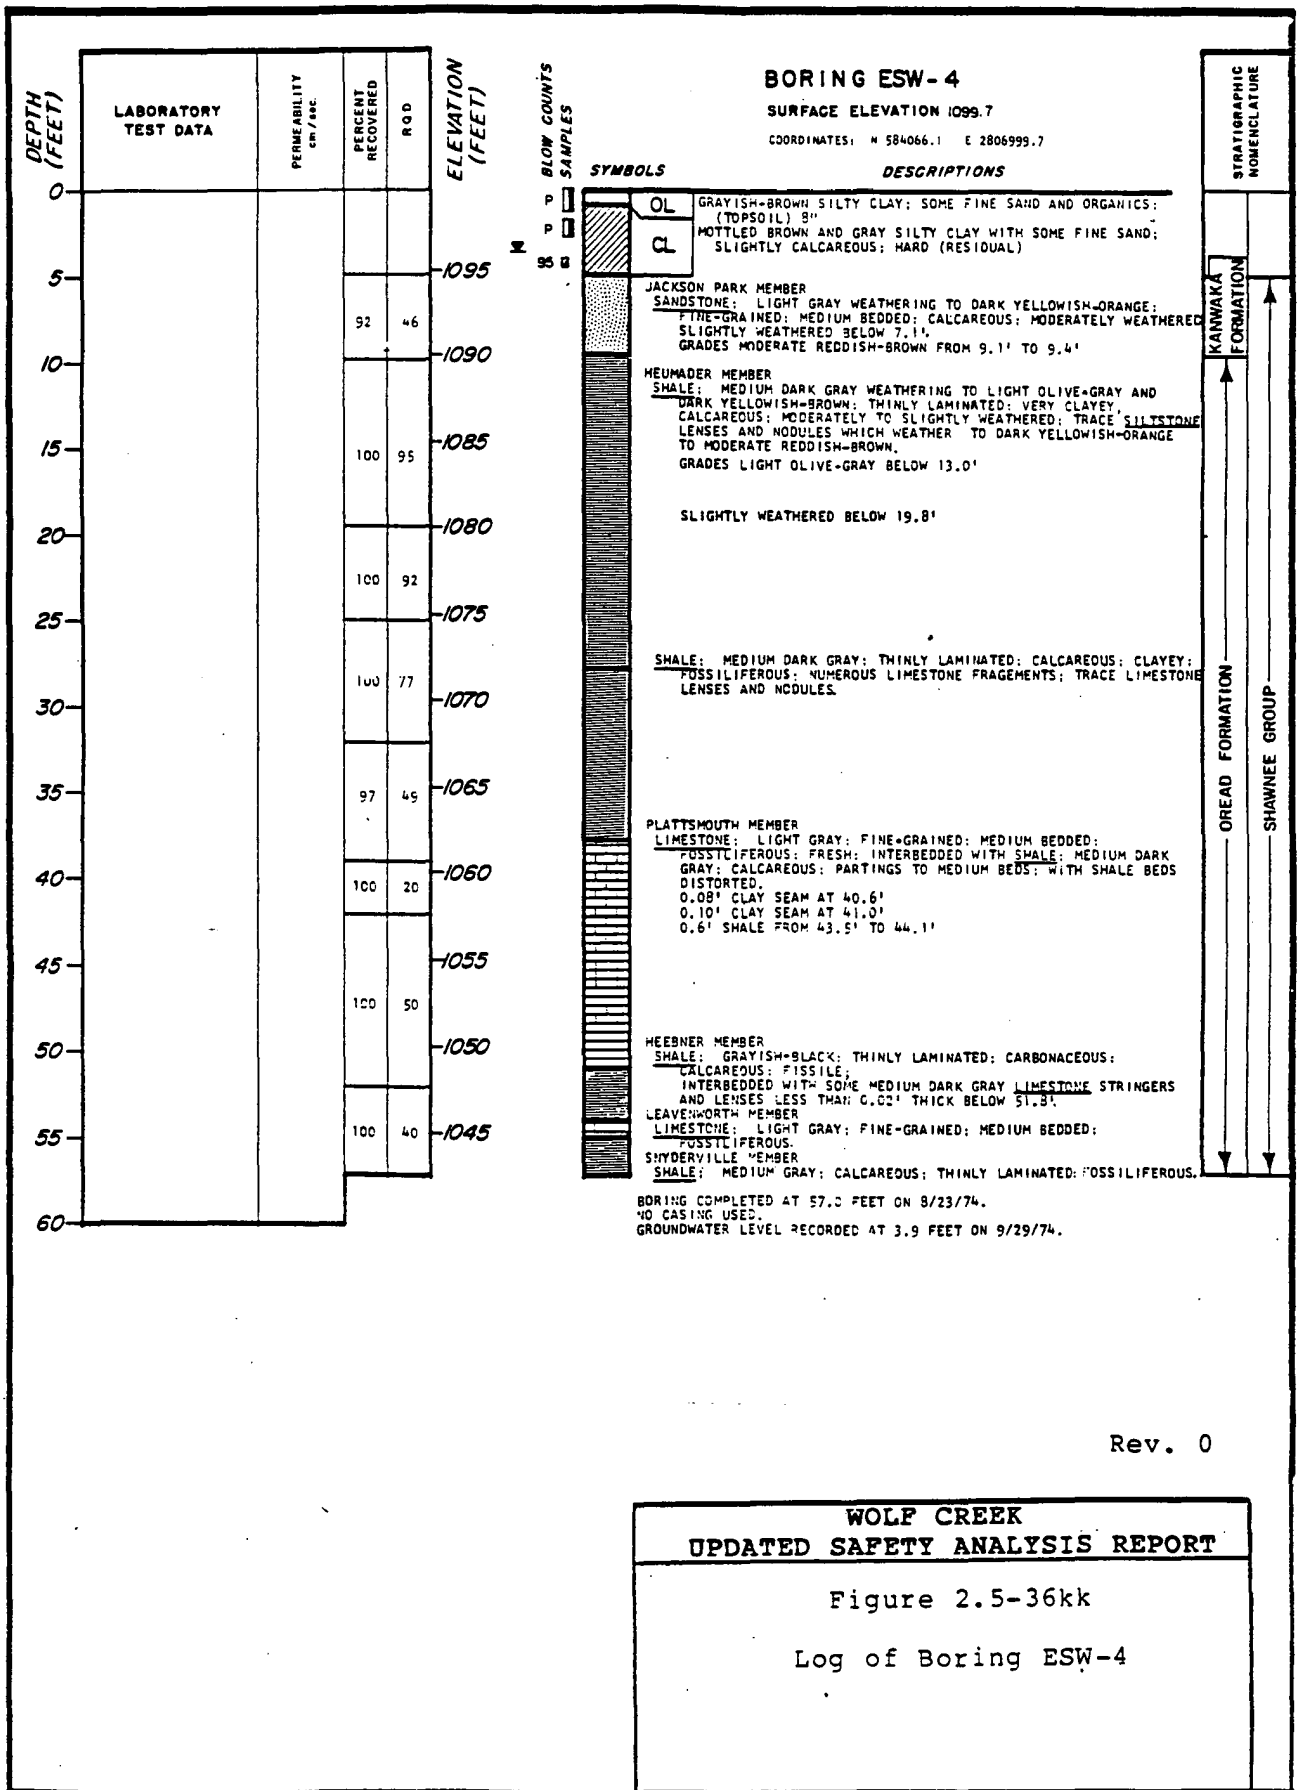 BORING ESW-4
SURFACE ELEVATION 1099.7
COORDINATES: N 584066.1 E 2806999.7
DEPTH (FEET)
LABORATORY TEST DATA
PERMEABILITY cm/sec.
PERCENT RECOVERED
RQD
ELEVATION (FEET)
BLOW COUNTS
SAMPLES
SYMBOLS
DESCRIPTIONS
STRATIGRAPHIC NOMENCLATURE
0
5
10
15
20
25
30
35
40
45
50
55
60
92 46
100 95
100 92
100 77
97 49
100 20
100 50
100 40
1095
1090
1085
1080
1075
1070
1065
1060
1055
1050
1045
P
P
95
OL
CL
GRAYISH-BROWN SILTY CLAY; SOME FINE SAND AND ORGANICS;
(TOPSOIL)
MOTTLED BROWN AND GRAY SILTY CLAY WITH SOME FINE SAND;
SLIGHTLY CALCAREOUS; HARD (RESIDUAL)
JACKSON PARK MEMBER
SANDSTONE; LIGHT GRAY WEATHERING TO DARK YELLOWISH-ORANGE;
FINE-GRAINED; MEDIUM BEDDED; CALCAREOUS; MODERATELY WEATHERED
SLIGHTLY WEATHERED BELOW 7.1'.
GRADES MODERATE REDDISH-BROWN FROM 9.1' TO 9.4'
HEUMADER MEMBER
SHALE; MEDIUM DARK GRAY WEATHERING TO LIGHT OLIVE-GRAY AND
DARK YELLOWISH-BROWN; THINLY LAMINATED; VERY CLAYEY,
CALCAREOUS; MODERATELY TO SLIGHTLY WEATHERED; TRACE SILTSTONE
LENSES AND NODULES WHICH WEATHER TO DARK YELLOWISH-ORANGE
TO MODERATE REDDISH-BROWN.
GRADES LIGHT OLIVE-GRAY BELOW 13.0'
SLIGHTLY WEATHERED BELOW 19.8'
SHALE; MEDIUM DARK GRAY; THINLY LAMINATED; CALCAREOUS; CLAYEY;
FOSSILIFEROUS; NUMEROUS LIMESTONE FRAGEMENTS; TRACE LIMESTONE
LENSES AND NODULES.
PLATTSMOUTH MEMBER
LIMESTONE; LIGHT GRAY; FINE-GRAINED; MEDIUM BEDDED;
FOSSILIFEROUS; FRESH; INTERBEDDED WITH SHALE; MEDIUM DARK
GRAY; CALCAREOUS; PARTINGS TO MEDIUM BEDS; WITH SHALE BEDS
DISTORTED.
0.08' CLAY SEAM AT 40.6'
0.10' CLAY SEAM AT 41.0'
0.6' SHALE FROM 43.5' TO 44.1'
HEEBNER MEMBER
SHALE; GRAYISH-BLACK; THINLY LAMINATED; CARBONACEOUS;
CALCAREOUS; FISSILE;
INTERBEDDED WITH SOME MEDIUM DARK GRAY LIMESTONE STRINGERS
AND LENSES LESS THAN 0.02' THICK BELOW 51.8'.
LEAVENWORTH MEMBER
LIMESTONE; LIGHT GRAY; FINE-GRAINED; MEDIUM BEDDED;
FOSSILIFEROUS.
SNYDERVILLE MEMBER
SHALE; MEDIUM GRAY; CALCAREOUS; THINLY LAMINATED; FOSSILIFEROUS.
BORING COMPLETED AT FEET ON 8/23/74.
NO CASING USED.
GROUNDWATER LEVEL RECORDED AT 3.9 FEET ON 9/29/74.
KANWAKA FORMATION
OREAD FORMATION
SHAWNEE GROUP
Rev. 0
WOLF CREEK
UPDATED SAFETY ANALYSIS REPORT
Figure 2.5-36kk
Log of Boring ESW-4